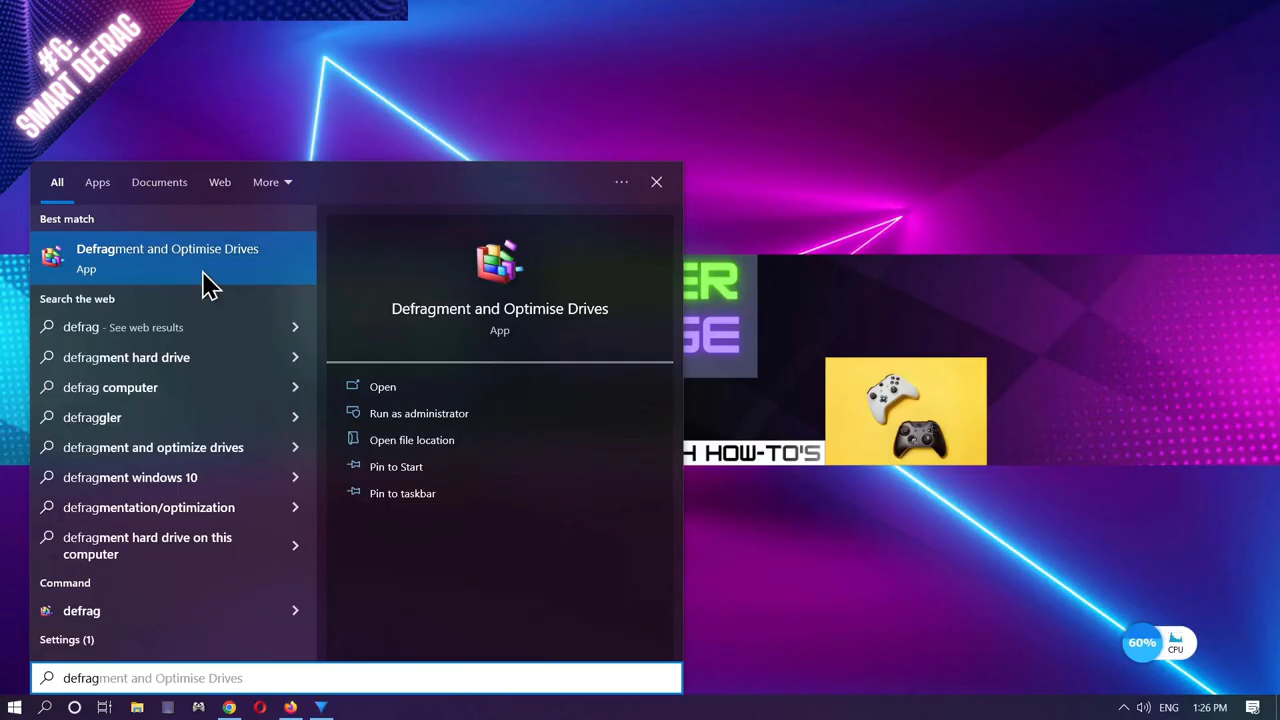 #6:
SMART DEFRAG
All Apps Documents Web More
Best match
Defragment and Optimise Drives
App
Search the web
defrag - See web results
defragment hard drive
defrag computer
defraggler
defragment and optimize drives
defragment windows 10
defragmentation/optimization
defragment hard drive on this
computer
Command
defrag
Settings (1)
defragment and Optimise Drives
Defragment and Optimise Drives
App
Open
Run as administrator
Open file location
Pin to Start
Pin to taskbar
ER
GE
H HOW-TO'S
60%
CPU
ENG
1:26 PM